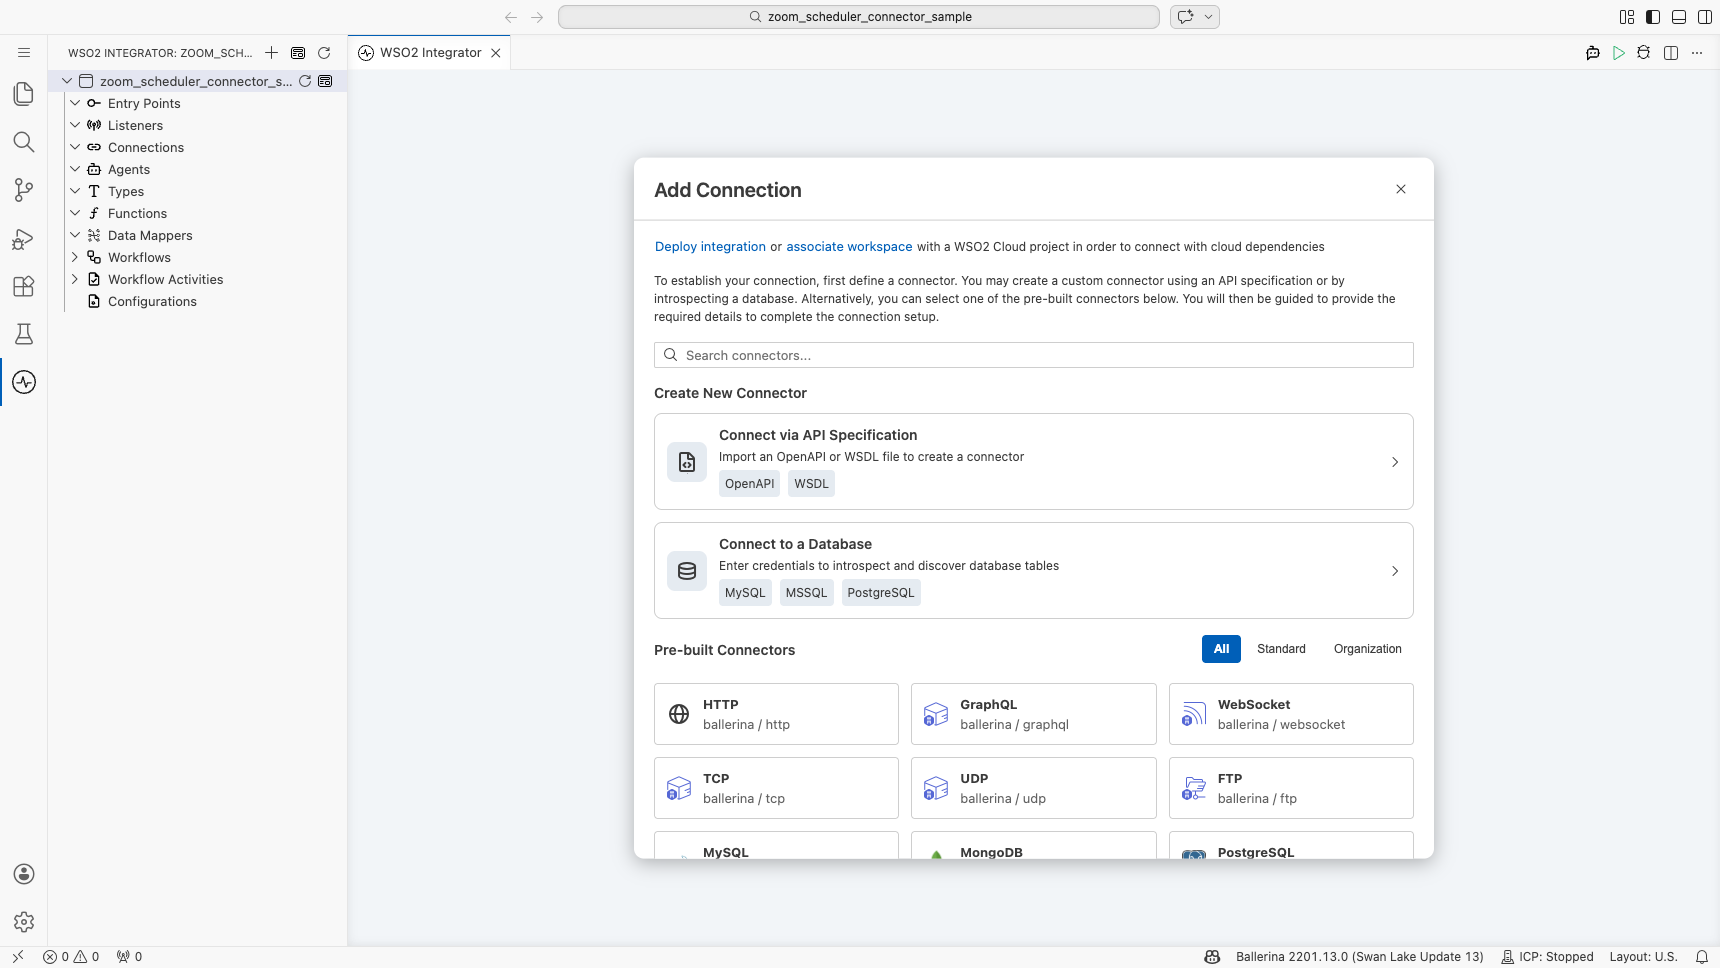 zoom_scheduler_connector_sample
WSO2 INTEGRATOR: ZOOM_SCH...
WSO2 Integrator
zoom_scheduler_connector_s...
Entry Points
Listeners
Connections
Agents
Types
Functions
Data Mappers
Workflows
Workflow Activities
Configurations
Add Connection
Deploy integration or associate workspace with a WSO2 Cloud project in order to connect with cloud dependencies
To establish your connection, first define a connector. You may create a custom connector using an API specification or by
introspecting a database. Alternatively, you can select one of the pre-built connectors below. You will then be guided to provide the
required details to complete the connection setup.
Search connectors...
Create New Connector
Connect via API Specification
Import an OpenAPI or WSDL file to create a connector
OpenAPI WSDL
Connect to a Database
Enter credentials to introspect and discover database tables
MySQL MSSQL PostgreSQL
Pre-built Connectors
All Standard Organization
HTTP
ballerina / http
GraphQL
ballerina / graphql
WebSocket
ballerina / websocket
TCP
ballerina / tcp
UDP
ballerina / udp
FTP
ballerina / ftp
MySQL
MongoDB
PostgreSQL
0 0 0
Ballerina 2201.13.0 (Swan Lake Update 13) ICP: Stopped Layout: U.S.